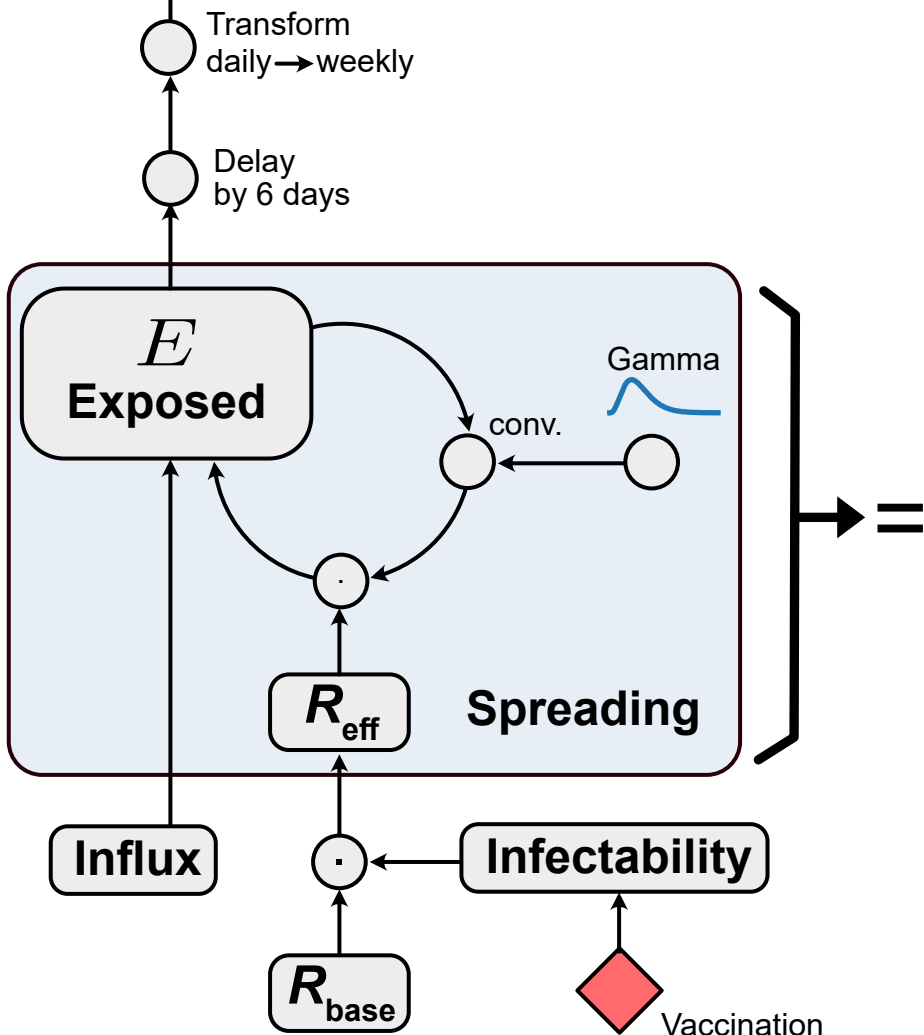 Transform
daily→weekly
Delay
by 6 days
E
Exposed
Gamma
conv.
·
R_eff
Spreading
=
Influx
·
Infectability
R_base
Vaccination